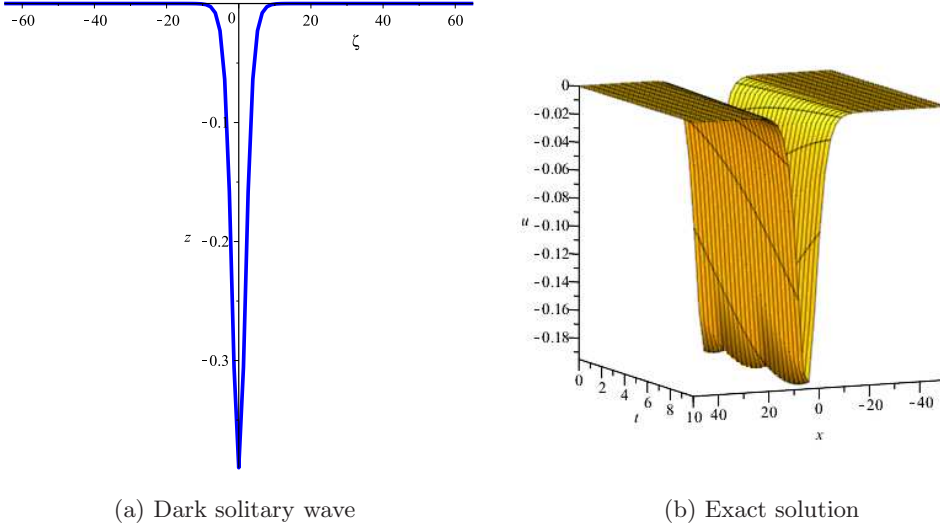 -60 -40 -20 0 20 40 60
ζ
-0.1
z
-0.2
-0.3
0
-0.02
-0.04
-0.06
-0.08
u
-0.10
-0.12
-0.14
-0.16
-0.18
0 2 4 6 8 10
t
40 20 0 -20 -40
x
(a) Dark solitary wave
(b) Exact solution